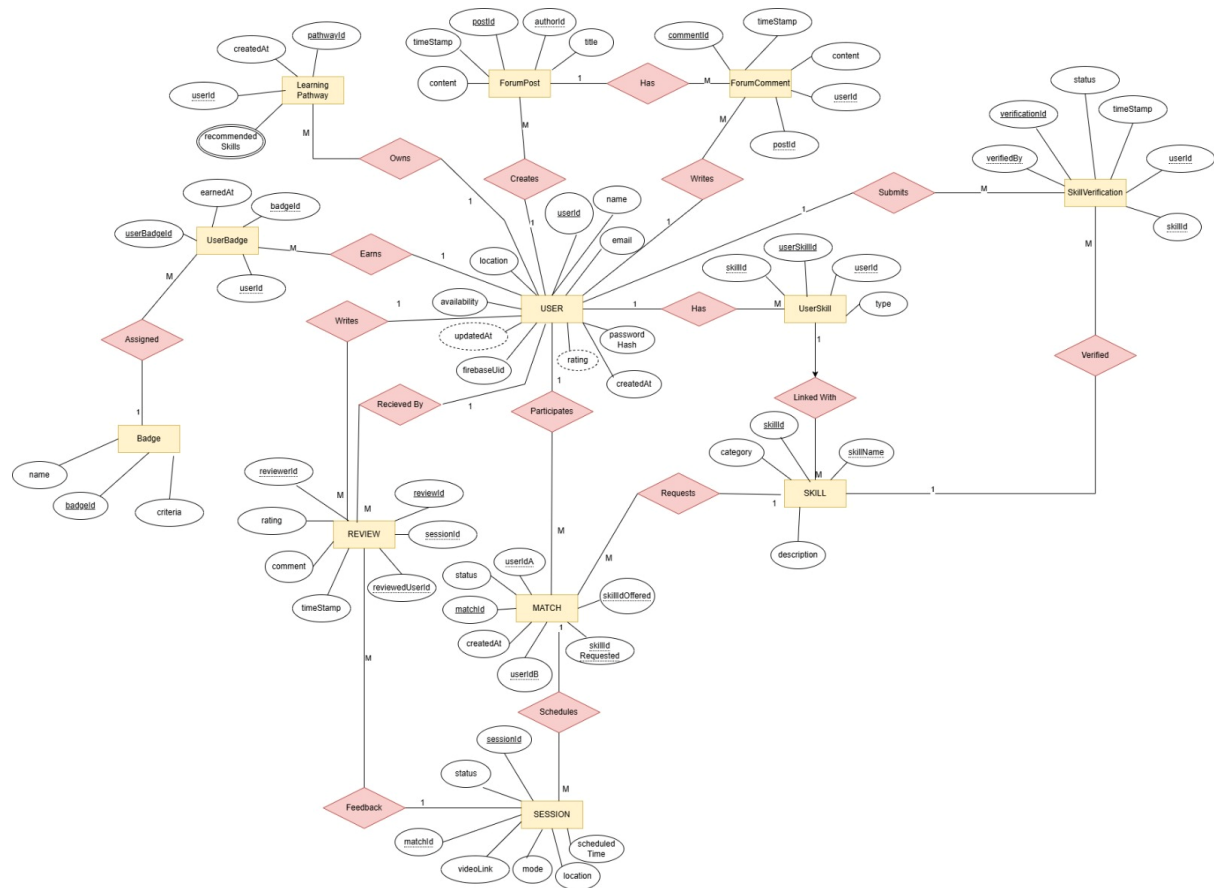 pathwayId
createdAt
Learning
Pathway
userId
recommended
Skills
M
Owns
1
postId
authorId
timeStamp
title
ForumPost
content
1
Has
M
commentId
timeStamp
content
ForumComment
userId
postId
M
Creates
1
M
Writes
1
status
verificationId
timeStamp
verifiedBy
userId
SkillVerification
skillId
Submits
M
1
M
earnedAt
badgeId
userBadgeId
UserBadge
userId
M
Earns
1
M
Assigned
1
Badge
name
badgeId
criteria
userId
name
email
location
availability
USER
updatedAt
firebaseUid
rating
password
Hash
createdAt
1
Has
M
userSkillId
skillId
userId
UserSkill
type
1
Linked With
M
Verified
1
Writes
1
M
Recieved By
1
M
1
Participates
M
skillId
skillName
category
SKILL
description
Requests
1
M
reviewerId
reviewId
rating
REVIEW
sessionId
comment
timeStamp
reviewedUserId
M
Feedback
1
userIdA
status
matchId
MATCH
skillIdOffered
createdAt
skillId
Requested
userIdB
1
Schedules
M
sessionId
status
SESSION
matchId
videoLink
mode
location
scheduled
Time